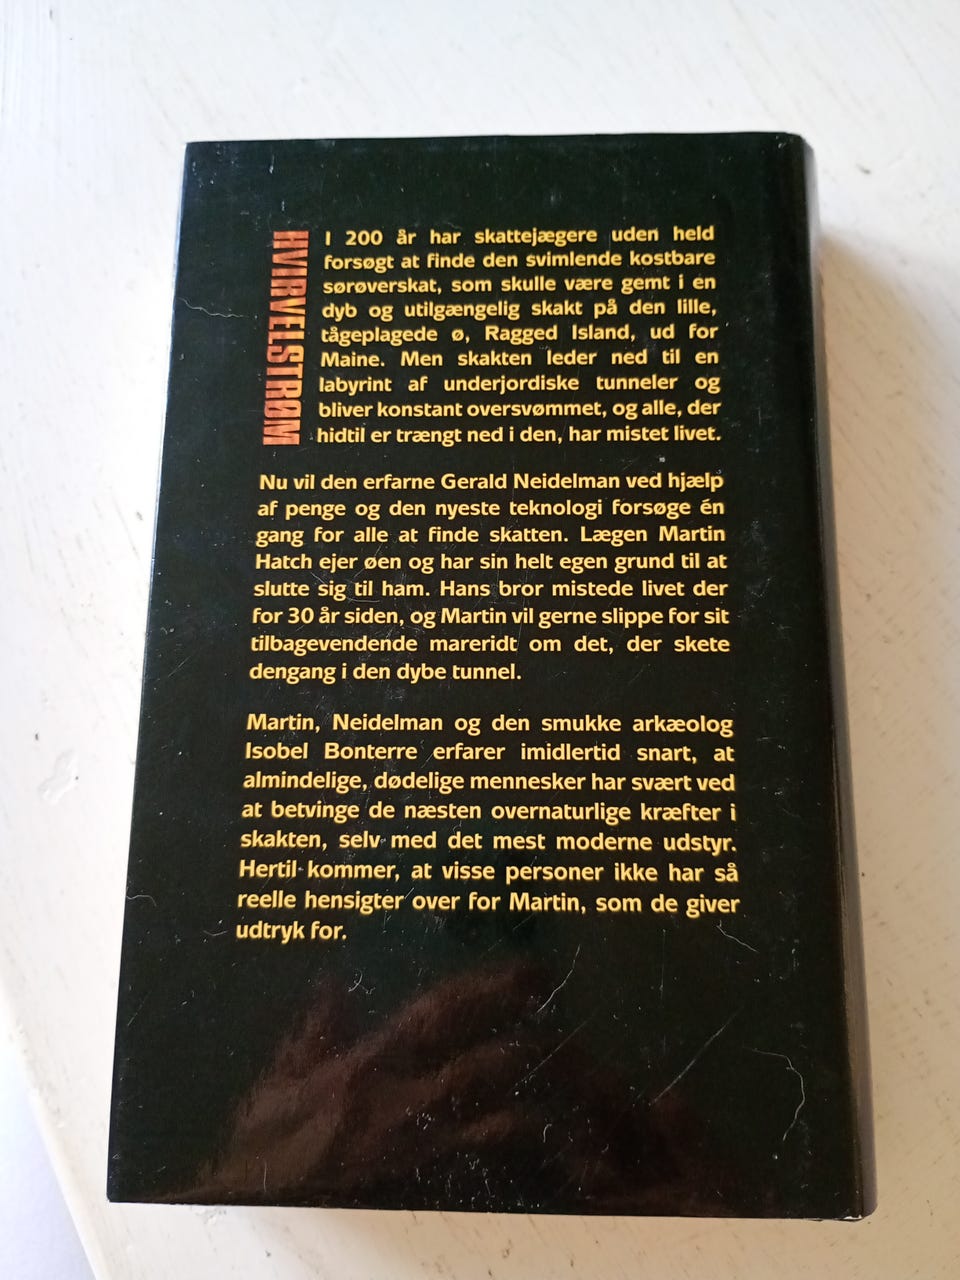 HVIRVELSTRØM
I 200 år har skattejægere uden held
forsøgt at finde den svimlende kostbare
sørøverskat, som skulle være gemt i en
dyb og utilgængelig skakt på den lille,
tågeplagede ø, Ragged Island, ud for
Maine. Men skakten leder ned til en
labyrint af underjordiske tunneler og
bliver konstant oversvømmet, og alle, der
hidtil er trængt ned i den, har mistet livet.
Nu vil den erfarne Gerald Neidelman ved hjælp
af penge og den nyeste teknologi forsøge én
gang for alle at finde skatten. Lægen Martin
Hatch ejer øen og har sin helt egen grund til at
slutte sig til ham. Hans bror mistede livet der
for 30 år siden, og Martin vil gerne slippe for sit
tilbagevendende mareridt om det, der skete
dengang i den dybe tunnel.
Martin, Neidelman og den smukke arkæolog
Isobel Bonterre erfarer imidlertid snart, at
almindelige, dødelige mennesker har svært ved
at betvinge de næsten overnaturlige kræfter i
skakten, selv med det mest moderne udstyr.
Hertil kommer, at visse personer ikke har så
reelle hensigter over for Martin, som de giver
udtryk for.